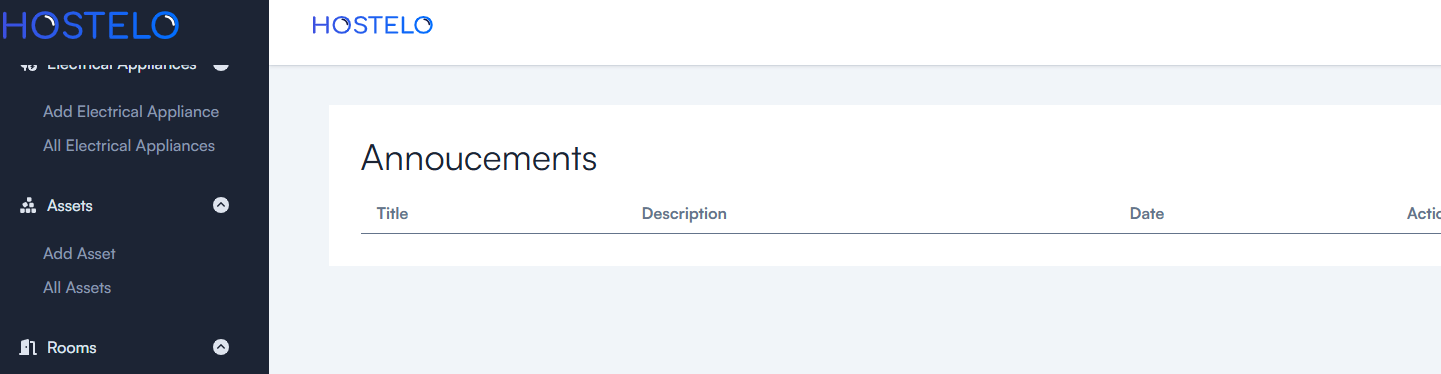 HOSTELO
HOSTELO
Electrical Appliances
Add Electrical Appliance
All Electrical Appliances
Assets
Add Asset
All Assets
Rooms
Annoucements
Title Description Date Actio